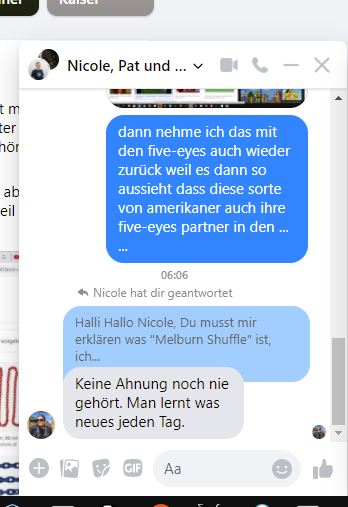 Kaiser
Nicole, Pat und ...
dann nehme ich das mit
den five-eyes auch wieder
zurück weil es dann so
aussieht dass diese sorte
von amerikaner auch ihre
five-eyes partner in den ...
...
06:06
Nicole hat dir geantwortet
Halli Hallo Nicole, Du musst mir
erklären was "Melburn Shuffle" ist,
ich...
Keine Ahnung noch nie
gehört. Man lernt was
neues jeden Tag.
GIF
Aa